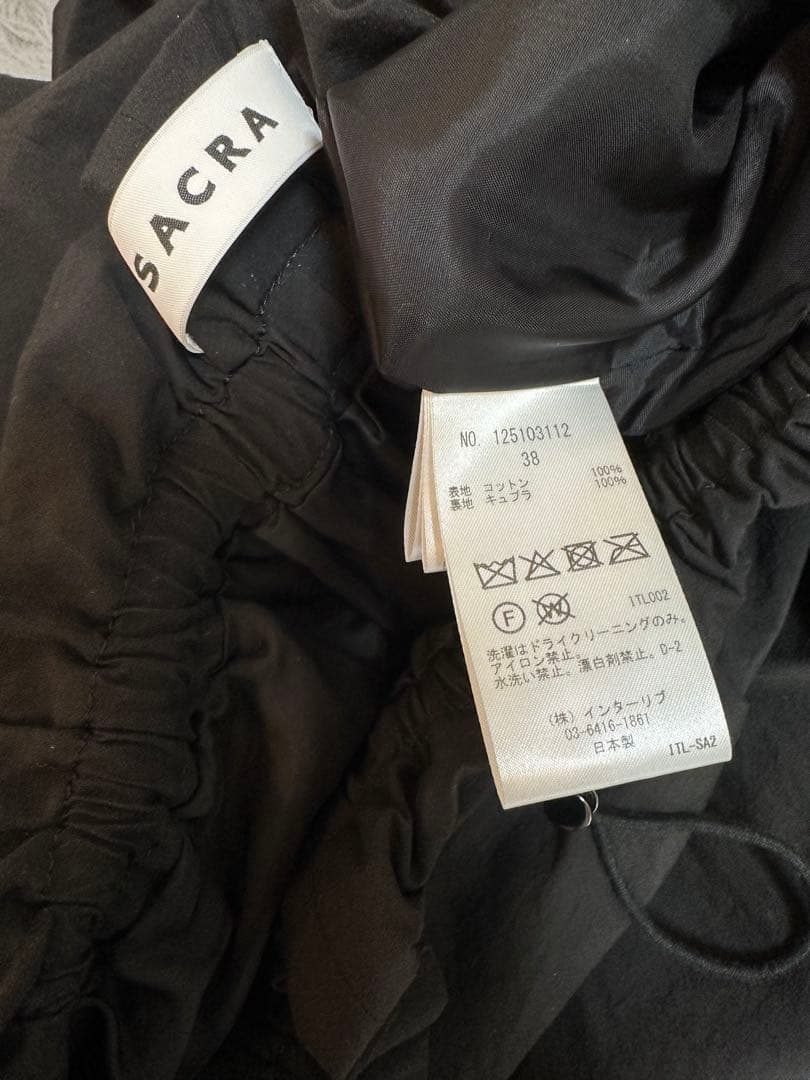 SACRA
NO. 125103112
38
表地 コットン 100%
裏地 キュプラ 100%
F W
ITL002
洗濯はドライクリーニングのみ。
アイロン禁止。
水洗い禁止。漂白剤禁止。D-2
(株) インターリブ
03-6416-1861
日本製
ITL-SA2